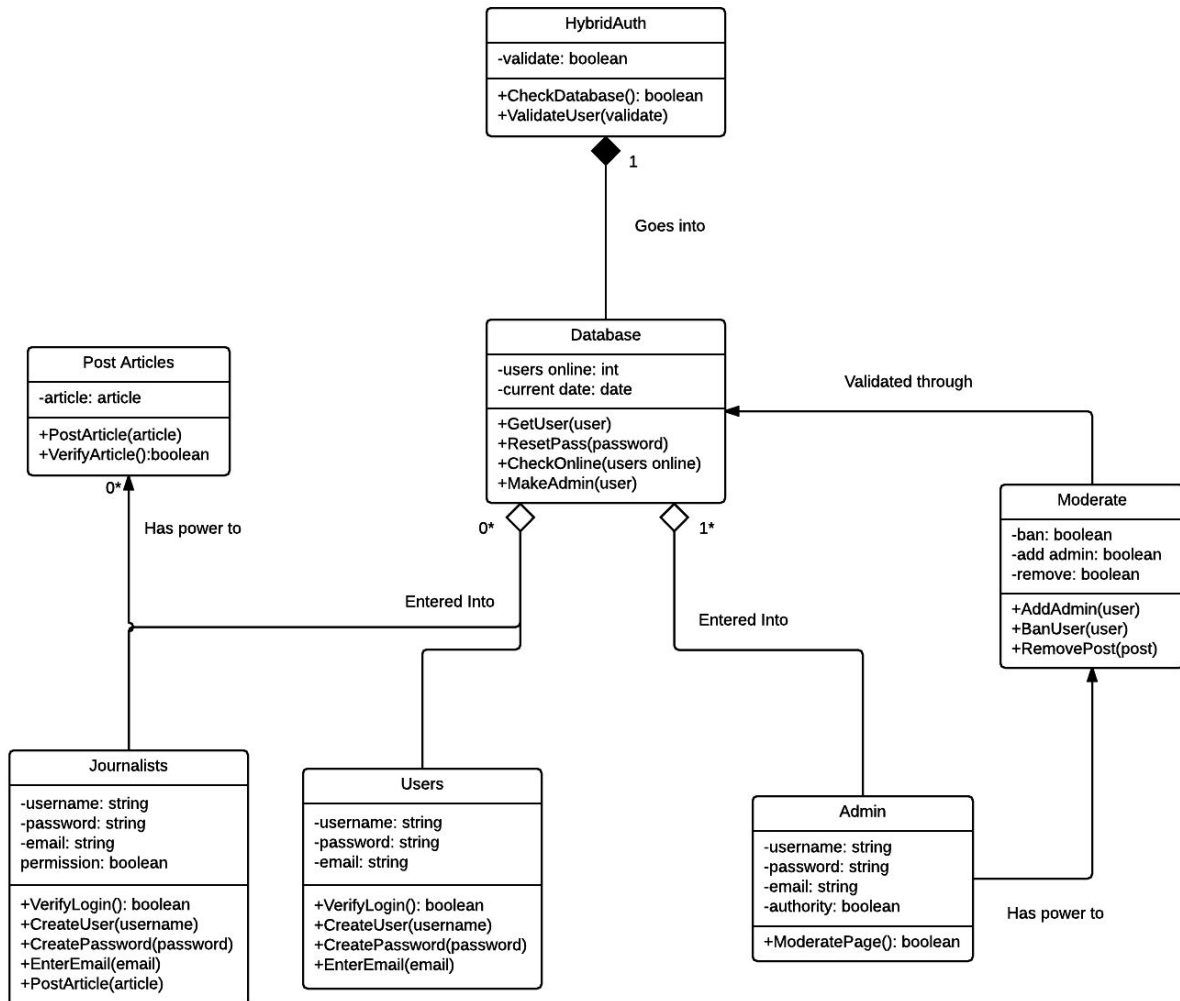 HybridAuth
-validate: boolean
+CheckDatabase(): boolean
+ValidateUser(validate)
1
Goes into
Database
-users online: int
-current date: date
+GetUser(user)
+ResetPass(password)
+CheckOnline(users online)
+MakeAdmin(user)
Post Articles
-article: article
+PostArticle(article)
+VerifyArticle():boolean
0*
Has power to
Validated through
Moderate
-ban: boolean
-add admin: boolean
-remove: boolean
+AddAdmin(user)
+BanUser(user)
+RemovePost(post)
0*
1*
Entered Into
Entered Into
Journalists
-username: string
-password: string
-email: string
permission: boolean
+VerifyLogin(): boolean
+CreateUser(username)
+CreatePassword(password)
+EnterEmail(email)
+PostArticle(article)
Users
-username: string
-password: string
-email: string
+VerifyLogin(): boolean
+CreateUser(username)
+CreatePassword(password)
+EnterEmail(email)
Admin
-username: string
-password: string
-email: string
-authority: boolean
+ModeratePage(): boolean
Has power to